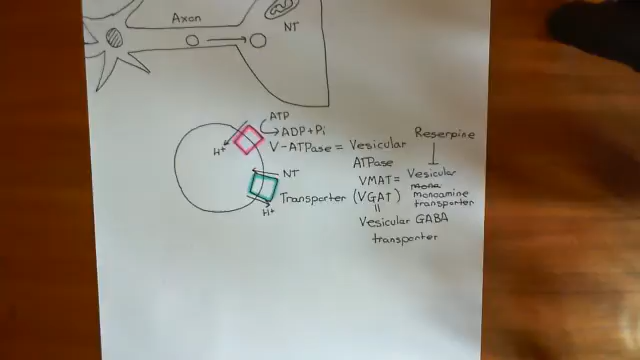 Axon
NT
ATP
ADP+Pi
H+
V-ATPase = Vesicular
ATPase
Reserpine
NT
VMAT = Vesicular
mona
monoamine
transporter
Transporter (VGAT)
H+
=
Vesicular GABA
transporter